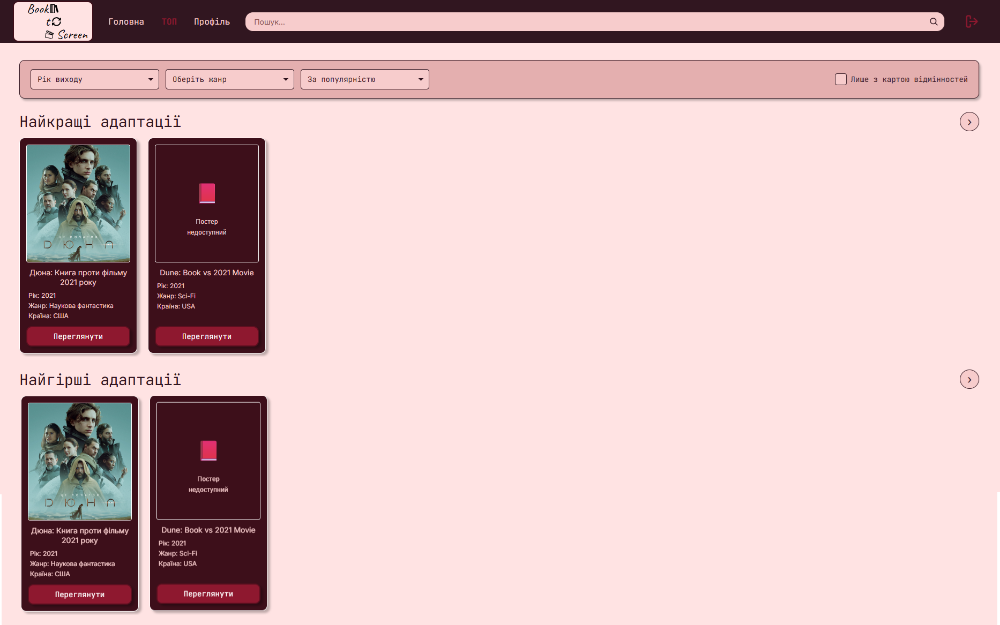 Book
to
Screen
Головна
ТОП
Профіль
Пошук...
Рік виходу
Оберіть жанр
За популярністю
Лише з картою відмінностей
Найкращі адаптації
ЦЕ ПОЧАТОК
ДЮНА
Дюна: Книга проти фільму
2021 року
Рік: 2021
Жанр: Наукова фантастика
Країна: США
Переглянути
Постер
недоступний
Dune: Book vs 2021 Movie
Рік: 2021
Жанр: Sci-Fi
Країна: USA
Переглянути
Найгірші адаптації
ЦЕ ПОЧАТОК
ДЮНА
Дюна: Книга проти фільму
2021 року
Рік: 2021
Жанр: Наукова фантастика
Країна: США
Переглянути
Постер
недоступний
Dune: Book vs 2021 Movie
Рік: 2021
Жанр: Sci-Fi
Країна: USA
Переглянути